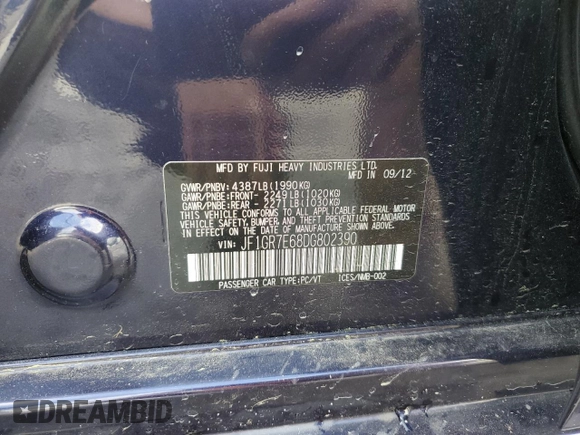 MFD BY FUJI HEAVY INDUSTRIES LTD.
MFD IN 09/12
GVWR/PNBV: 4387LB(1990KG)
GAWR/PNBE:FRONT- 2249LB(1020KG)
GAWR/PNBE:REAR - 2271LB(1030KG)
THIS VEHICLE CONFORMS TO ALL APPLICABLE FEDERAL MOTOR
VEHICLE SAFETY, BUMPER AND THEFT PREVENTION STANDARDS
IN EFFECT ON THE DATE OF MANUFACTURE SHOWN ABOVE.
VIN: JF1GR7E68DG802390
PASSENGER CAR TYPE:PC/VT ICES/NMB-002
DREAMBID